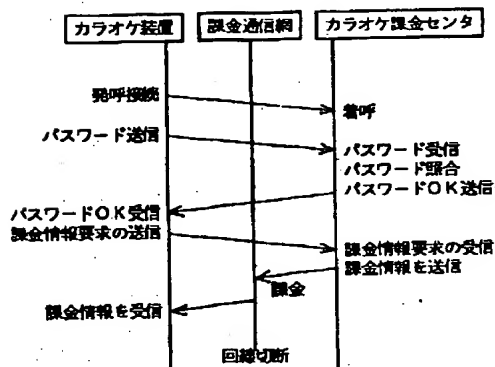 カラオケ装置
課金通信網
カラオケ課金センタ
発呼接続
着呼
パスワード送信
パスワード受信
パスワード照合
パスワードOK送信
パスワードOK受信
課金情報要求の送信
課金情報要求の受信
課金情報を送信
課金
課金情報を受信
回線切断